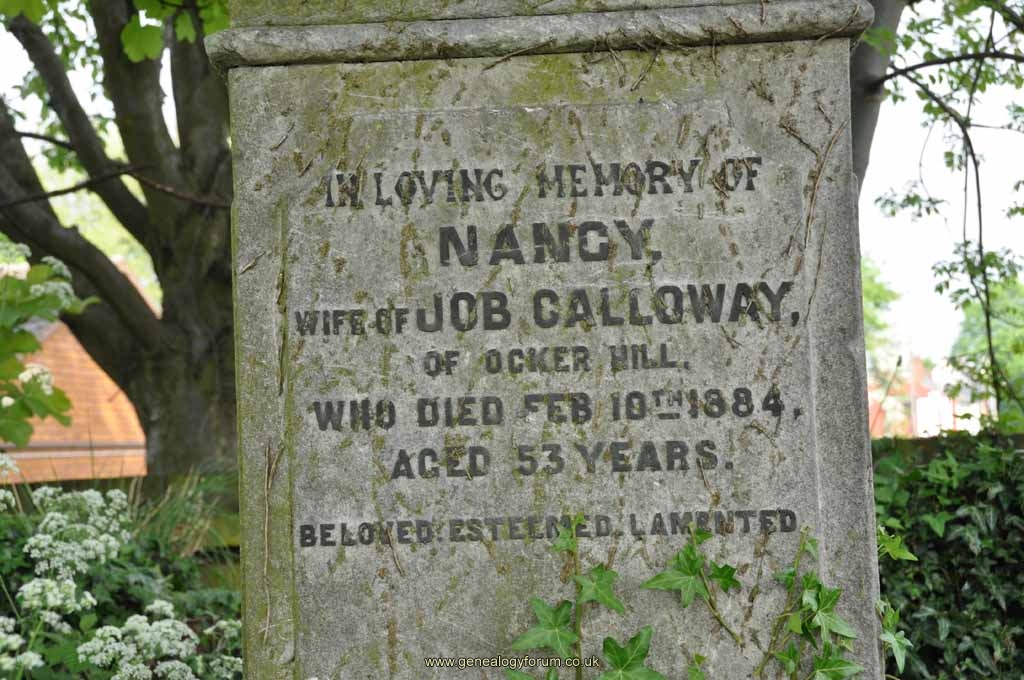 IN LOVING MEMORY OF
NANCY,
WIFE OF JOB CALLOWAY,
OF OCKER HILL,
WHO DIED FEB 10TH 1884,
AGED 53 YEARS.
BELOVED. ESTEEMED. LAMENTED
www.genealogyforum.co.uk